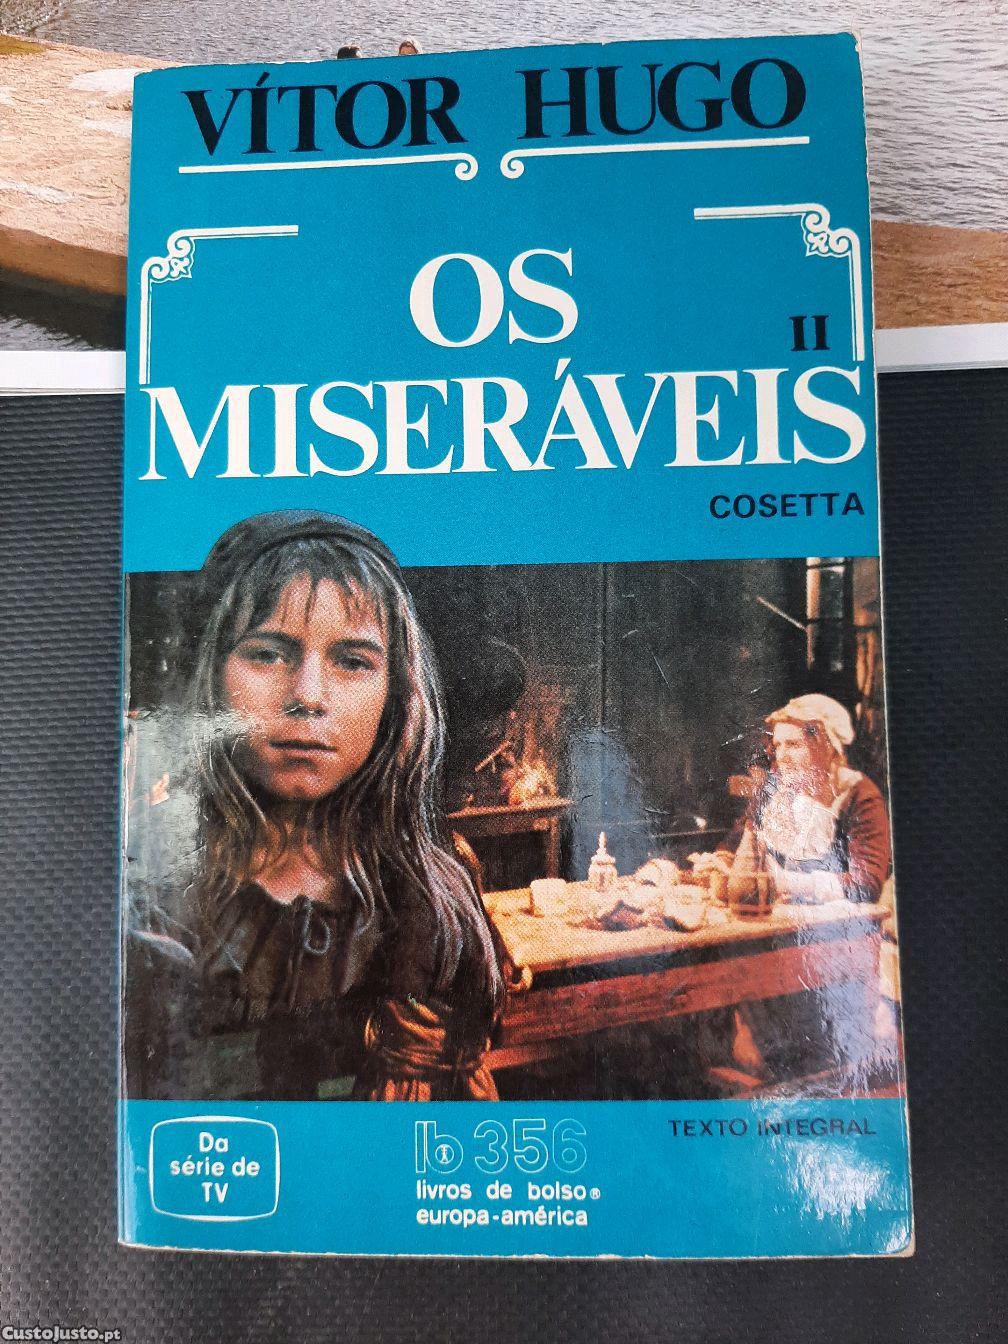 VÍTOR HUGO
OS
II
MISERÁVEIS
COSETTA
Da
série de
TV
lb 356
livros de bolso®
europa-américa
TEXTO INTEGRAL
CustoJusto.pt